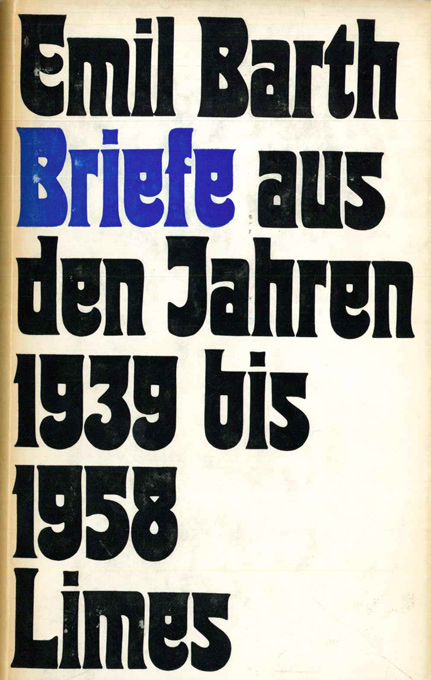 Emil Barth
Briefe aus
den Jahren
1939 bis
1958
Limes